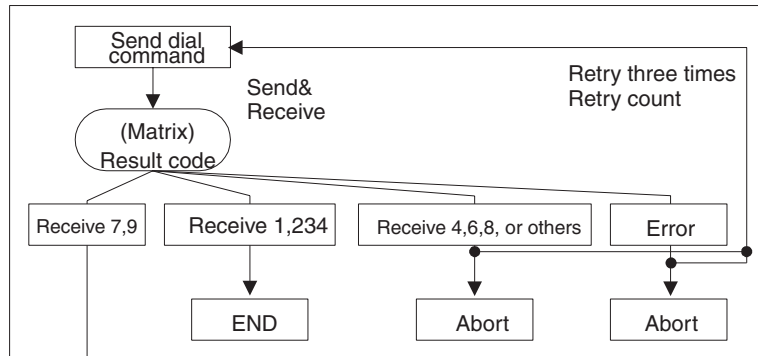 Send dial
command
Send&
Receive
Retry three times
Retry count
(Matrix)
Result code
Receive 7,9
Receive 1,234
Receive 4,6,8, or others
Error
END
Abort
Abort